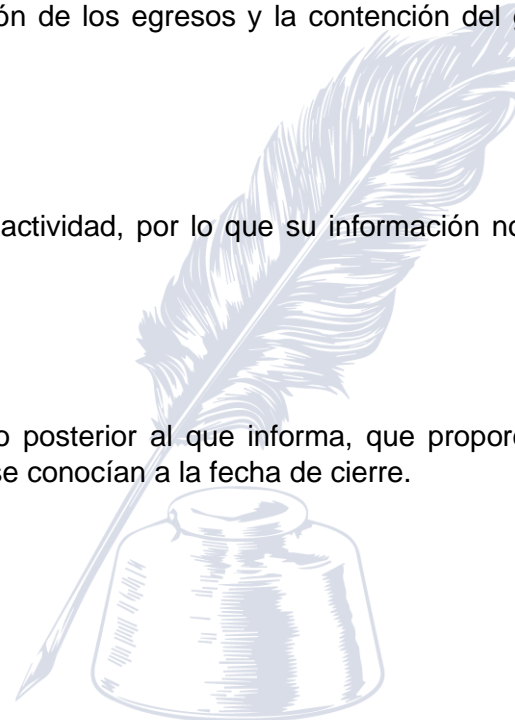 ón de los egresos y la contención del
actividad, por lo que su información no
o posterior al que informa, que propor
se conocían a la fecha de cierre.